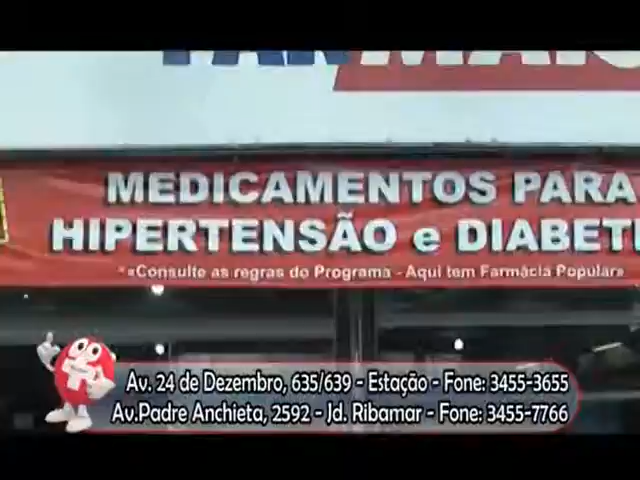 MEDICAMENTOS PARA
HIPERTENSÃO e DIABET
*«Consulte as regras do Programa - Aqui tem Farmácia Popular»
Av. 24 de Dezembro, 635/639 - Estação - Fone: 3455-3655
Av.Padre Anchieta, 2592 - Jd. Ribamar - Fone: 3455-7766